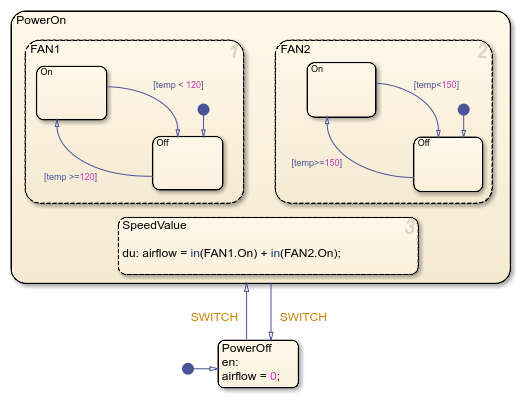 PowerOn
FAN1
1
On
[temp < 120]
Off
[temp >=120]
FAN2
2
On
[temp<150]
Off
[temp>=150]
SpeedValue
3
du: airflow = in(FAN1.On) + in(FAN2.On);
SWITCH
SWITCH
PowerOff
en:
airflow = 0;